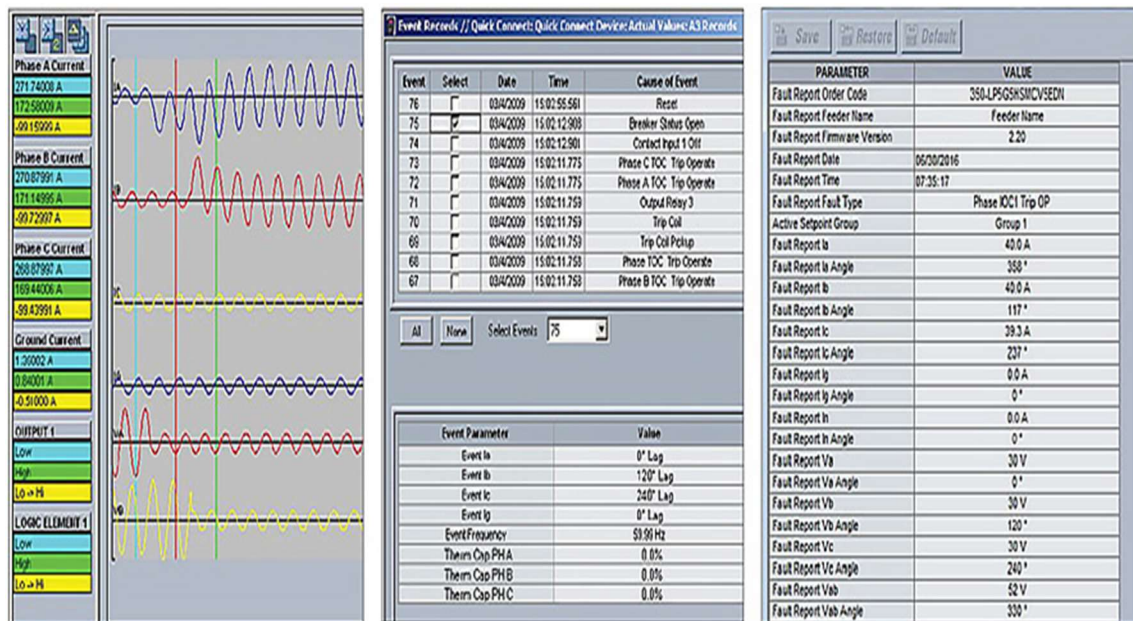 Phase A Current
271.74008 A
172.58009 A
-99.15999 A
Phase B Current
270.87991 A
171.14995 A
-99.72997 A
Phase C Current
268.87997 A
169.44006 A
-99.43991 A
Ground Current
1.36002 A
0.84001 A
-0.51000 A
OUTPUT 1
Low
High
Lo -> Hi
LOGIC ELEMENT 1
Low
High
Lo -> Hi
Event Records // Quick Connect: Quick Connect Device: Actual Values: A3 Records
Event Select Date Time Cause of Event
76 03/4/2009 15:02:55.561 Reset
75 03/4/2009 15:02:12.908 Breaker Status Open
74 03/4/2009 15:02:12.901 Contact Input 1 Off
73 03/4/2009 15:02:11.775 Phase C TOC Trip Operate
72 03/4/2009 15:02:11.775 Phase A TOC Trip Operate
71 03/4/2009 15:02:11.759 Output Relay 3
70 03/4/2009 15:02:11.759 Trip Coil
69 03/4/2009 15:02:11.759 Trip Coil Pckup
68 03/4/2009 15:02:11.758 Phase TOC Trip Operate
67 03/4/2009 15:02:11.758 Phase B TOC Trip Operate
All None Select Events 75
Event Parameter Value
Event Ia 0° Lag
Event Ib 120° Lag
Event Ic 240° Lag
Event Ig 0° Lag
Event Frequency 59.96 Hz
Therm Cap PH A 0.0%
Therm Cap PH B 0.0%
Therm Cap PH C 0.0%
Save Restore Default
PARAMETER VALUE
Fault Report Order Code 350-LP5G5HSMCV5EDN
Fault Report Feeder Name Feeder Name
Fault Report Firmware Version 2.20
Fault Report Date 06/30/2016
Fault Report Time 07:35:17
Fault Report Fault Type Phase IOC1 Trip OP
Active Setpoint Group Group 1
Fault Report Ia 40.0 A
Fault Report Ia Angle 358 °
Fault Report Ib 40.0 A
Fault Report Ib Angle 117 °
Fault Report Ic 39.3 A
Fault Report Ic Angle 237 °
Fault Report Ig 0.0 A
Fault Report Ig Angle 0 °
Fault Report In 0.0 A
Fault Report In Angle 0 °
Fault Report Va 30 V
Fault Report Va Angle 0 °
Fault Report Vb 30 V
Fault Report Vb Angle 120 °
Fault Report Vc 30 V
Fault Report Vc Angle 240 °
Fault Report Vab 52 V
Fault Report Vab Angle 330 °